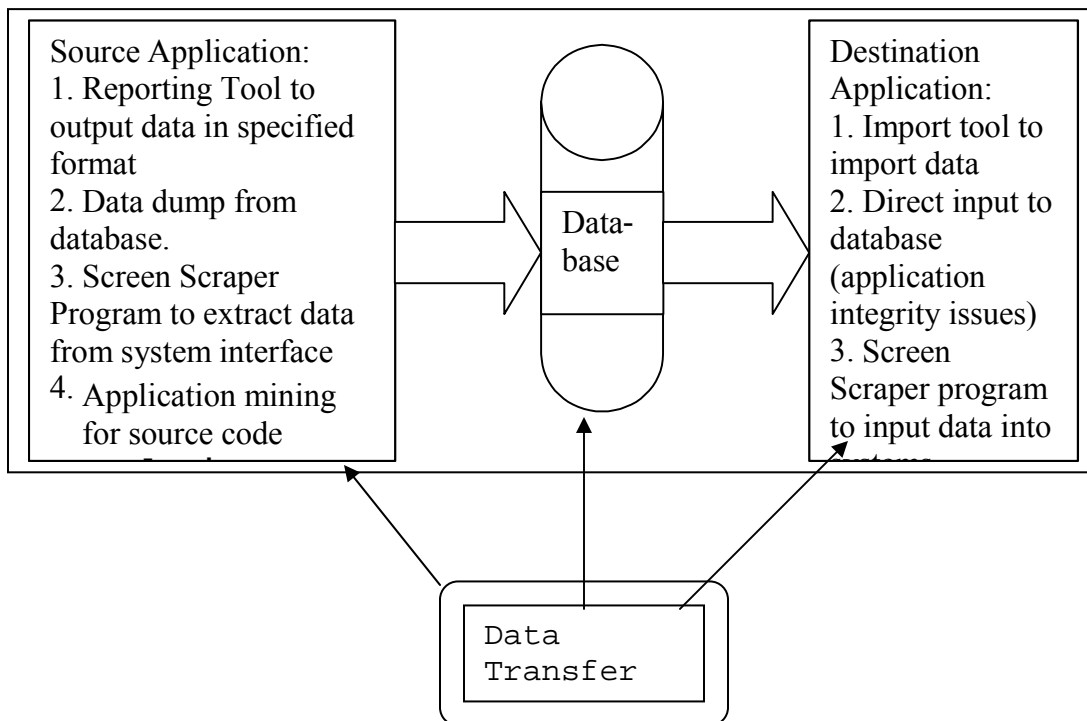 Source Application:
1. Reporting Tool to
output data in specified
format
2. Data dump from
database.
3. Screen Scraper
Program to extract data
from system interface
4. Application mining
for source code
Data-
base
Destination
Application:
1. Import tool to
import data
2. Direct input to
database
(application
integrity issues)
3. Screen
Scraper program
to input data into
systems
Data
Transfer